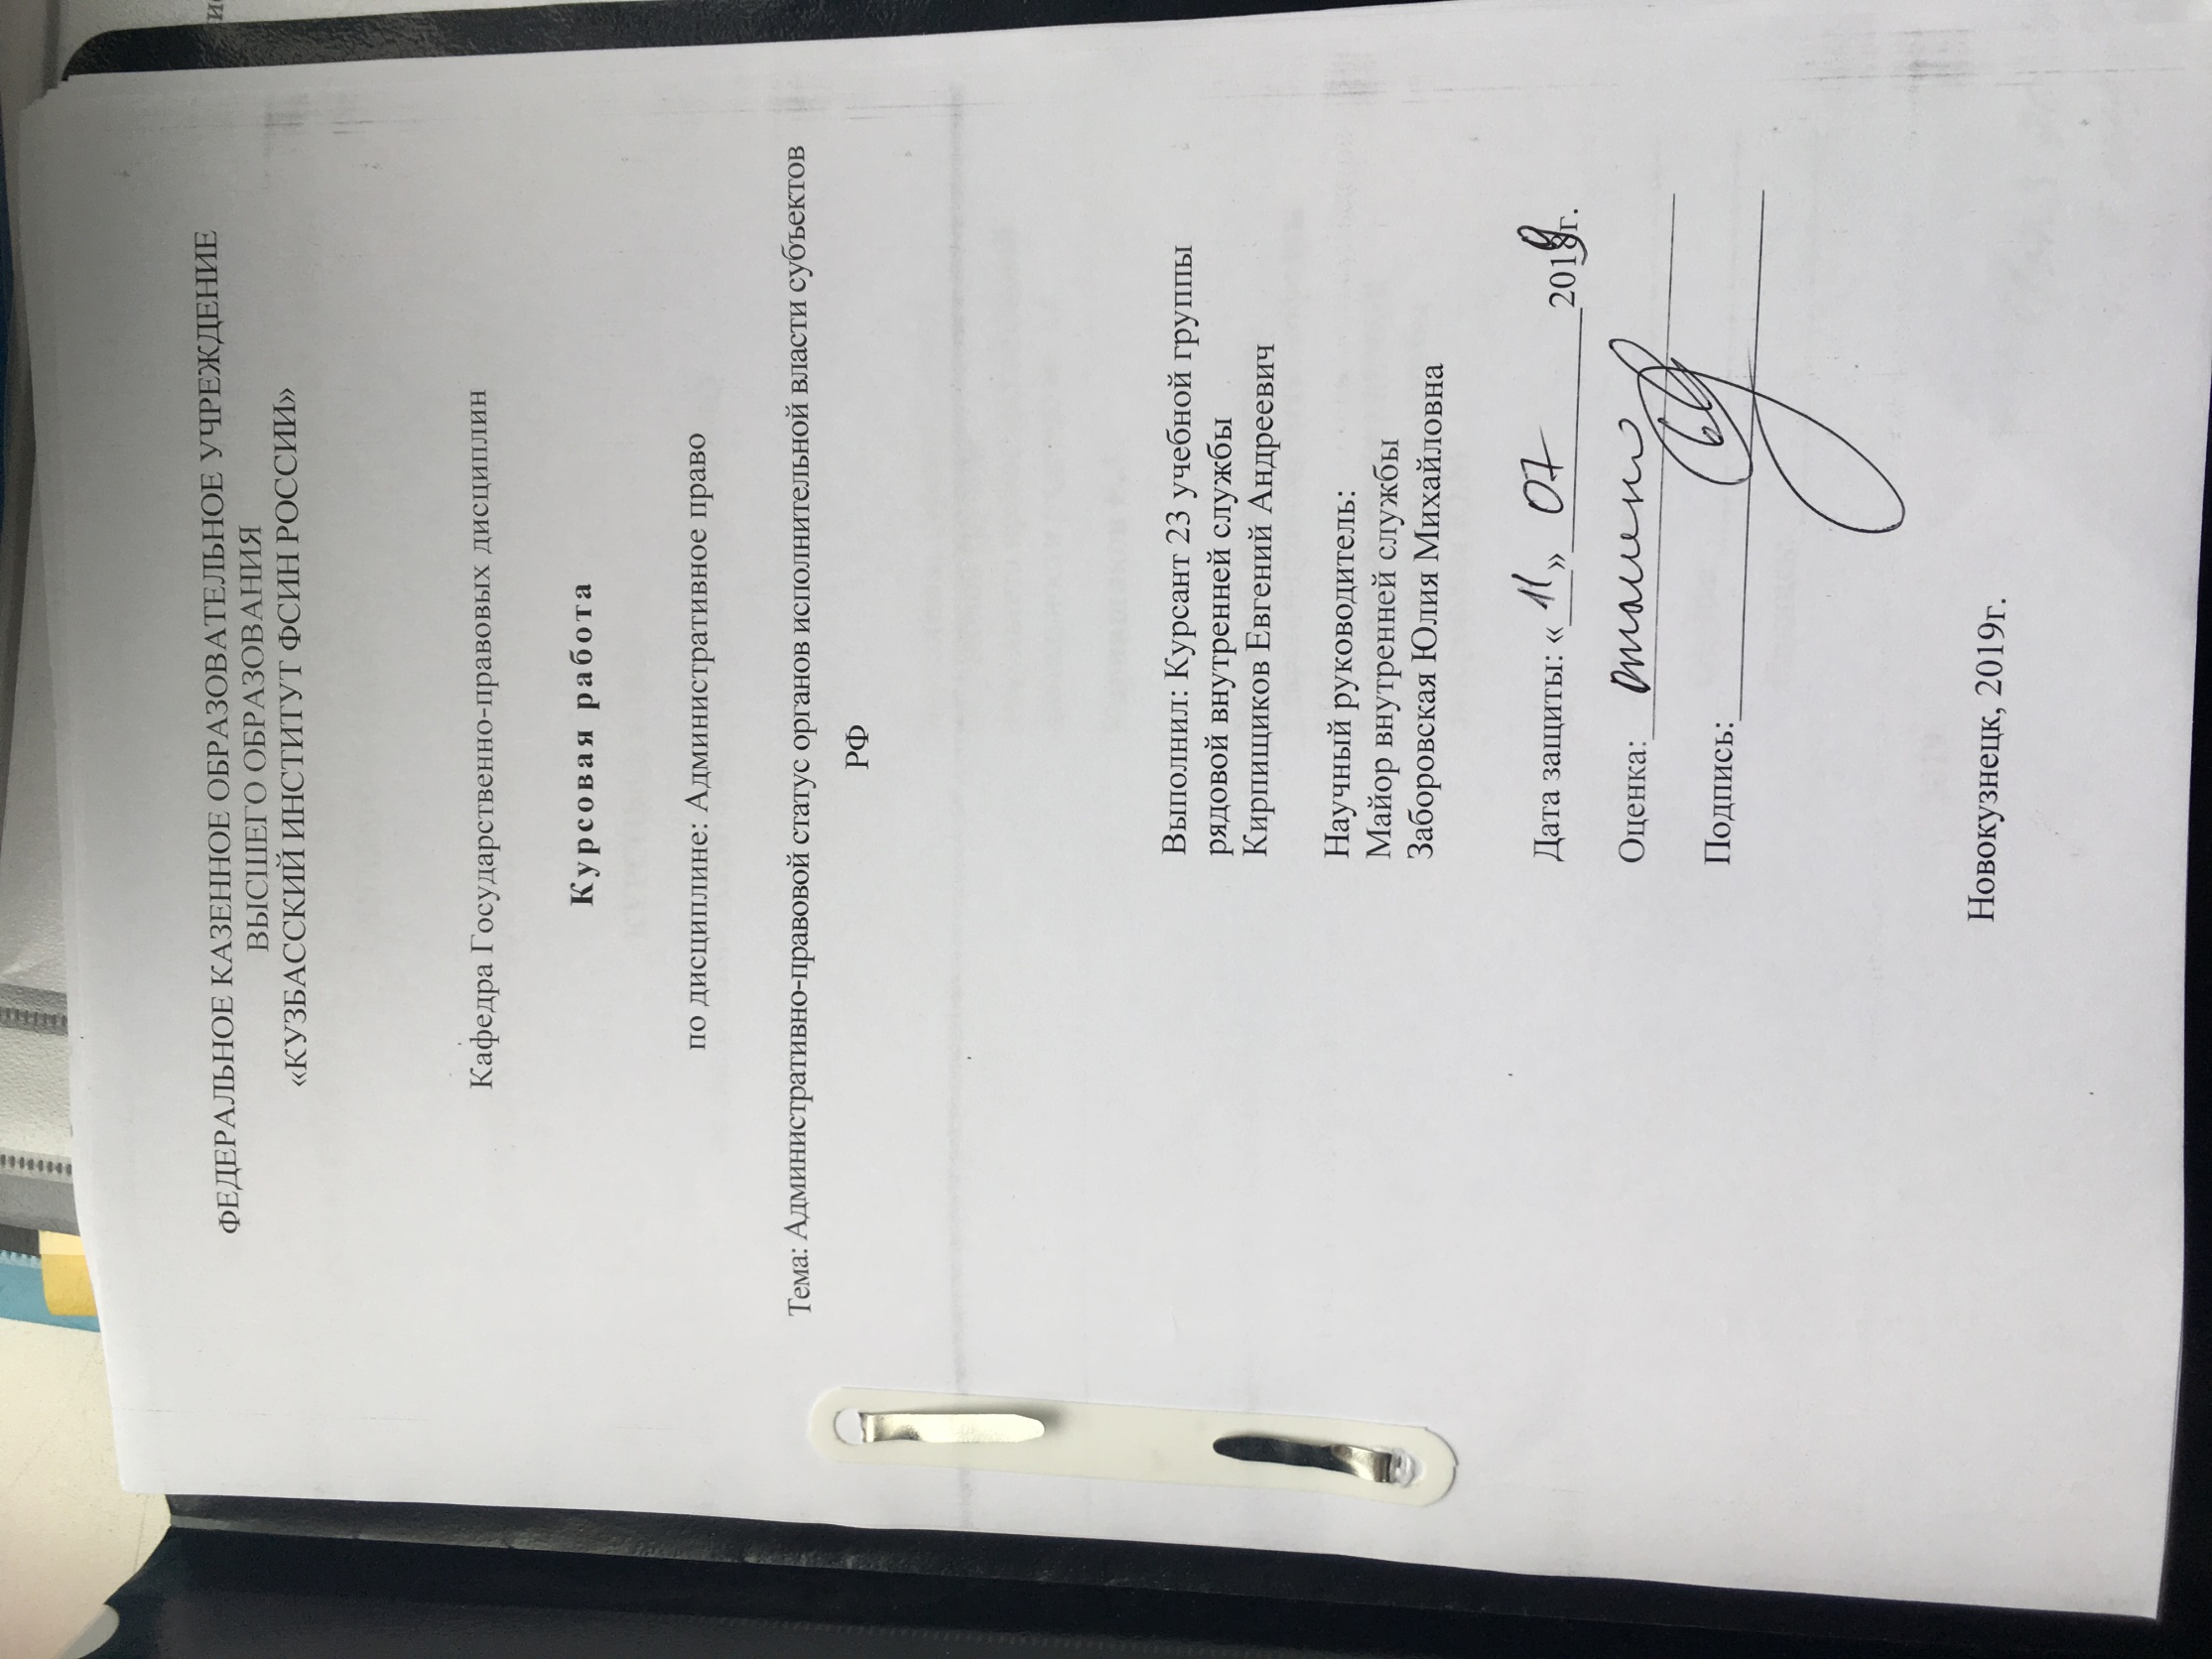 ФЕДЕРАЛЬНОЕ КАЗЕННОЕ ОБРАЗОВАТЕЛЬНОЕ УЧРЕЖДЕНИЕ
ВЫСШЕГО ОБРАЗОВАНИЯ
«КУЗБАССКИЙ ИНСТИТУТ ФСИН РОССИИ»
Кафедра Государственно-правовых дисциплин
Курсовая работа
по дисциплине: Административное право
Тема: Административно-правовой статус органов исполнительной власти субъектов
РФ
Выполнил: Курсант 23 учебной группы
рядовой внутренней службы
Кирпищиков Евгений Андреевич
Научный руководитель:
Майор внутренней службы
Заборовская Юлия Михайловна
Дата защиты: «11» 07 2019г.
Оценка: отлично
Подпись:
Новокузнецк, 2019г.